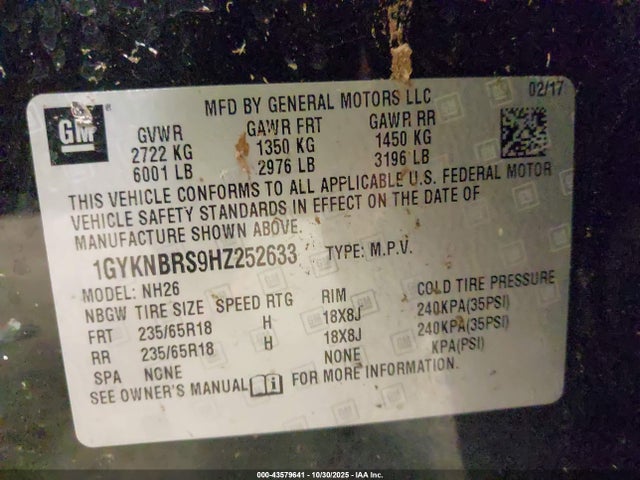 GM ®
MFD BY GENERAL MOTORS LLC 02/17
GVWR GAWR FRT GAWR RR
2722 KG 1350 KG 1450 KG
6001 LB 2976 LB 3196 LB
THIS VEHICLE CONFORMS TO ALL APPLICABLE U.S. FEDERAL MOTOR
VEHICLE SAFETY STANDARDS IN EFFECT ON THE DATE OF
MANUFACTURE SHOWN ABOVE.
1GYKNBRS9HZ252633 TYPE: M.P.V.
MODEL: NH26
NBGW TIRE SIZE SPEED RTG RIM COLD TIRE PRESSURE
FRT 235/65R18 H 18X8J 240KPA(35PSI)
RR 235/65R18 H 18X8J 240KPA(35PSI)
SPA NONE NONE KPA(PSI)
SEE OWNER'S MANUAL FOR MORE INFORMATION.
000-43579641 - 10/30/2025 - IAA Inc.